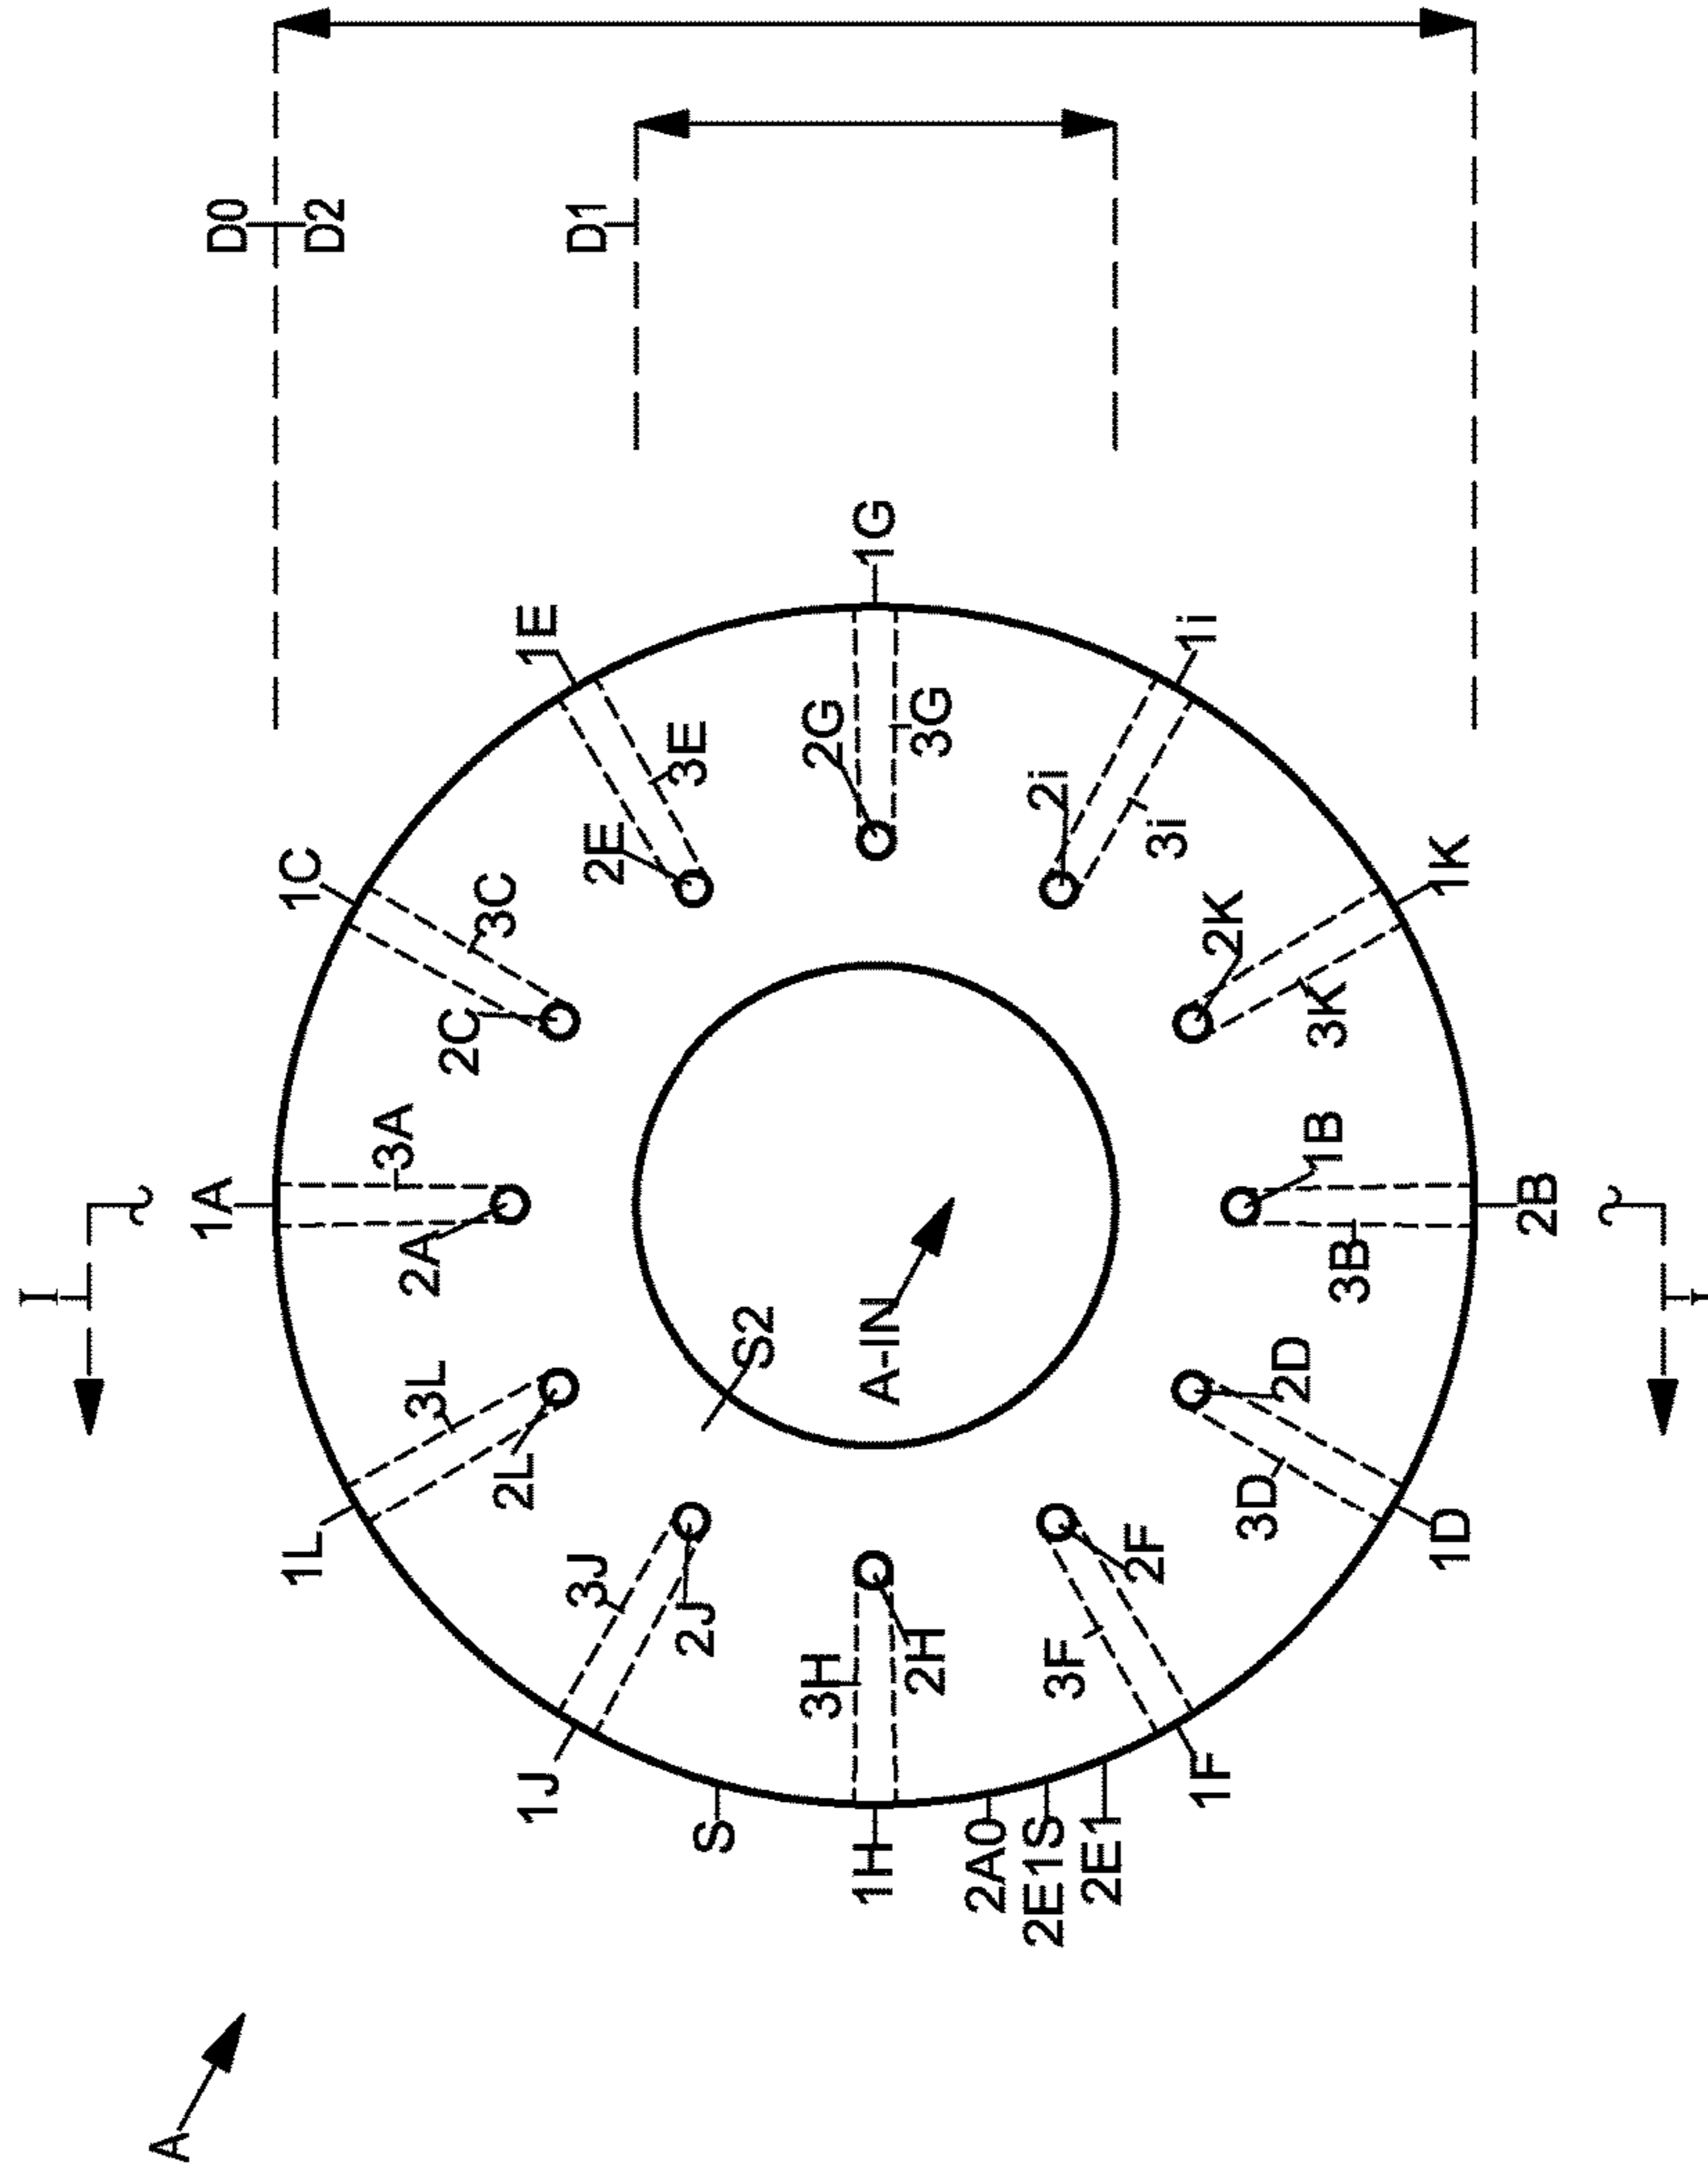 I
A
1A
D0
1L
1C
D2
3A
2A
3L
2C
3C
2L
1J
1E
D1
3J
2E
3E
2J
S
S2
3H
2G
1H
A-IN
1G
2H
3G
2A0
2E1S
2i
3F
2E1
2F
3i
1i
1F
2K
3D
2D
1B
3K
3B
1D
1K
2B
I